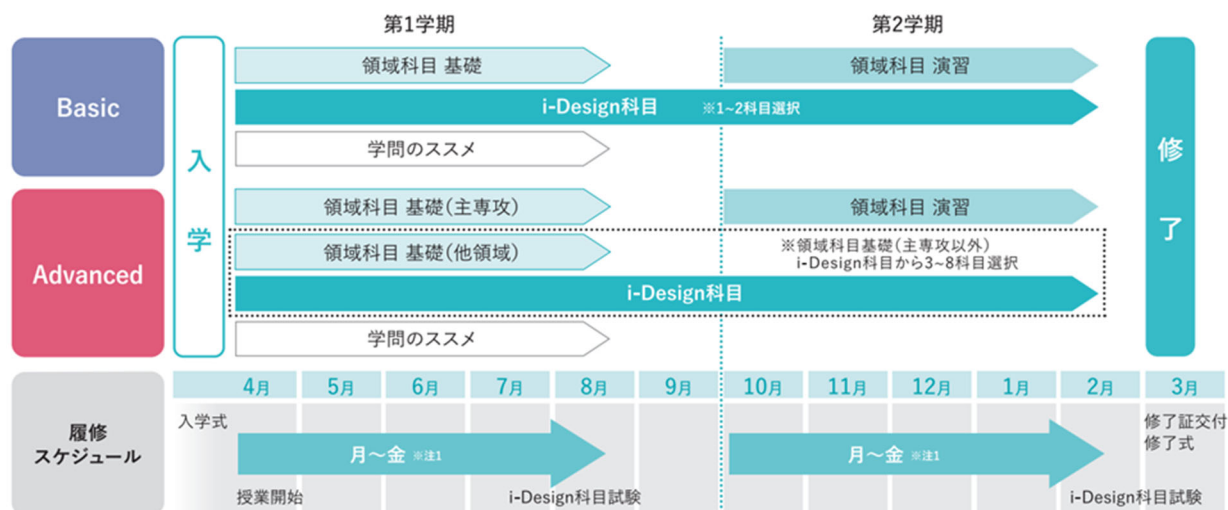 第1学期
第2学期
Basic
入学
領域科目 基礎
領域科目 演習
i-Design科目 ※1~2科目選択
学問のススメ
修了
Advanced
領域科目 基礎(主専攻)
領域科目 演習
領域科目 基礎(他領域)
※領域科目基礎(主専攻以外)
i-Design科目から3~8科目選択
i-Design科目
学問のススメ
履修
スケジュール
4月 5月 6月 7月 8月 9月 10月 11月 12月 1月 2月 3月
入学式
月〜金 ※注1
月〜金 ※注1
修了証交付
修了式
授業開始
i-Design科目試験
i-Design科目試験